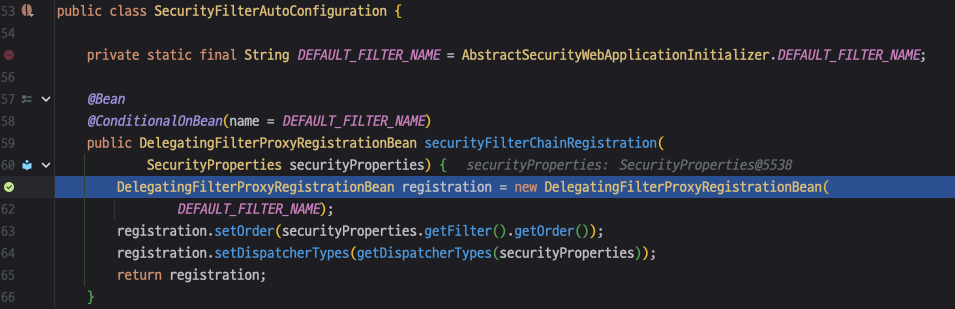 53 public class SecurityFilterAutoConfiguration {
54
private static final String DEFAULT_FILTER_NAME = AbstractSecurityWebApplicationInitializer.DEFAULT_FILTER_NAME;
56
57 @Bean
58 @ConditionalOnBean(name = DEFAULT_FILTER_NAME)
59 public DelegatingFilterProxyRegistrationBean securityFilterChainRegistration(
60 SecurityProperties securityProperties) { securityProperties: SecurityProperties@5538
DelegatingFilterProxyRegistrationBean registration = new DelegatingFilterProxyRegistrationBean(
62 DEFAULT_FILTER_NAME);
63 registration.setOrder(securityProperties.getFilter().getOrder());
64 registration.setDispatcherTypes(getDispatcherTypes(securityProperties));
65 return registration;
66 }